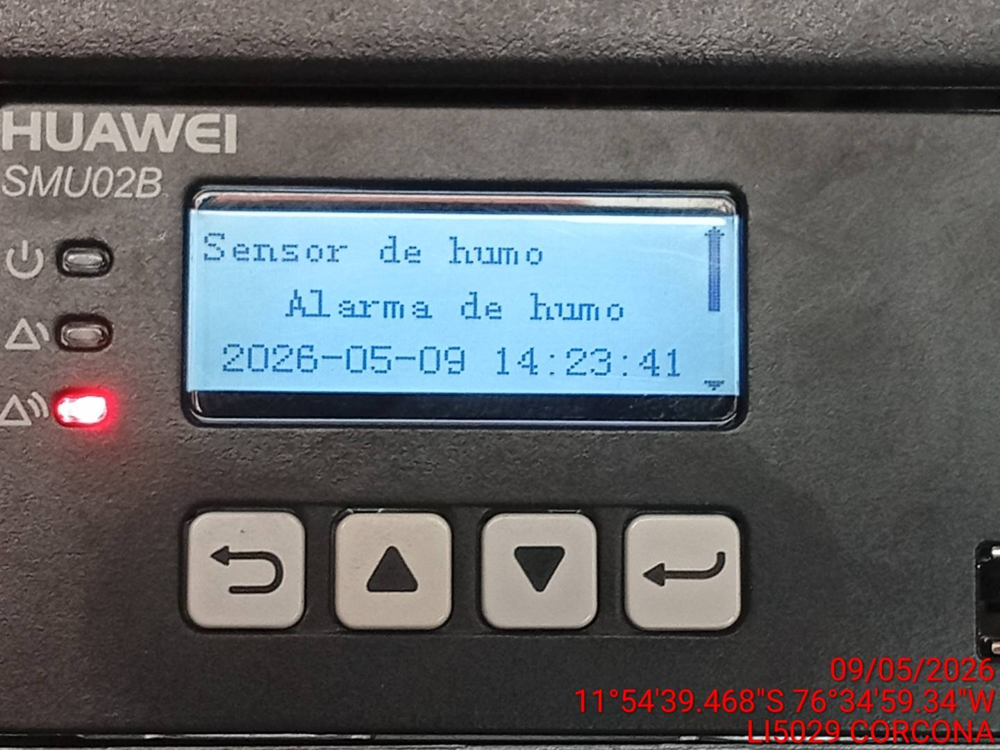 HUAWEI
SMU02B
Sensor de humo
Alarma de humo
2026-05-09 14:23:41
09/05/2026
11°54'39.468"S 76°34'59.34"W
LI5029 CORCONA